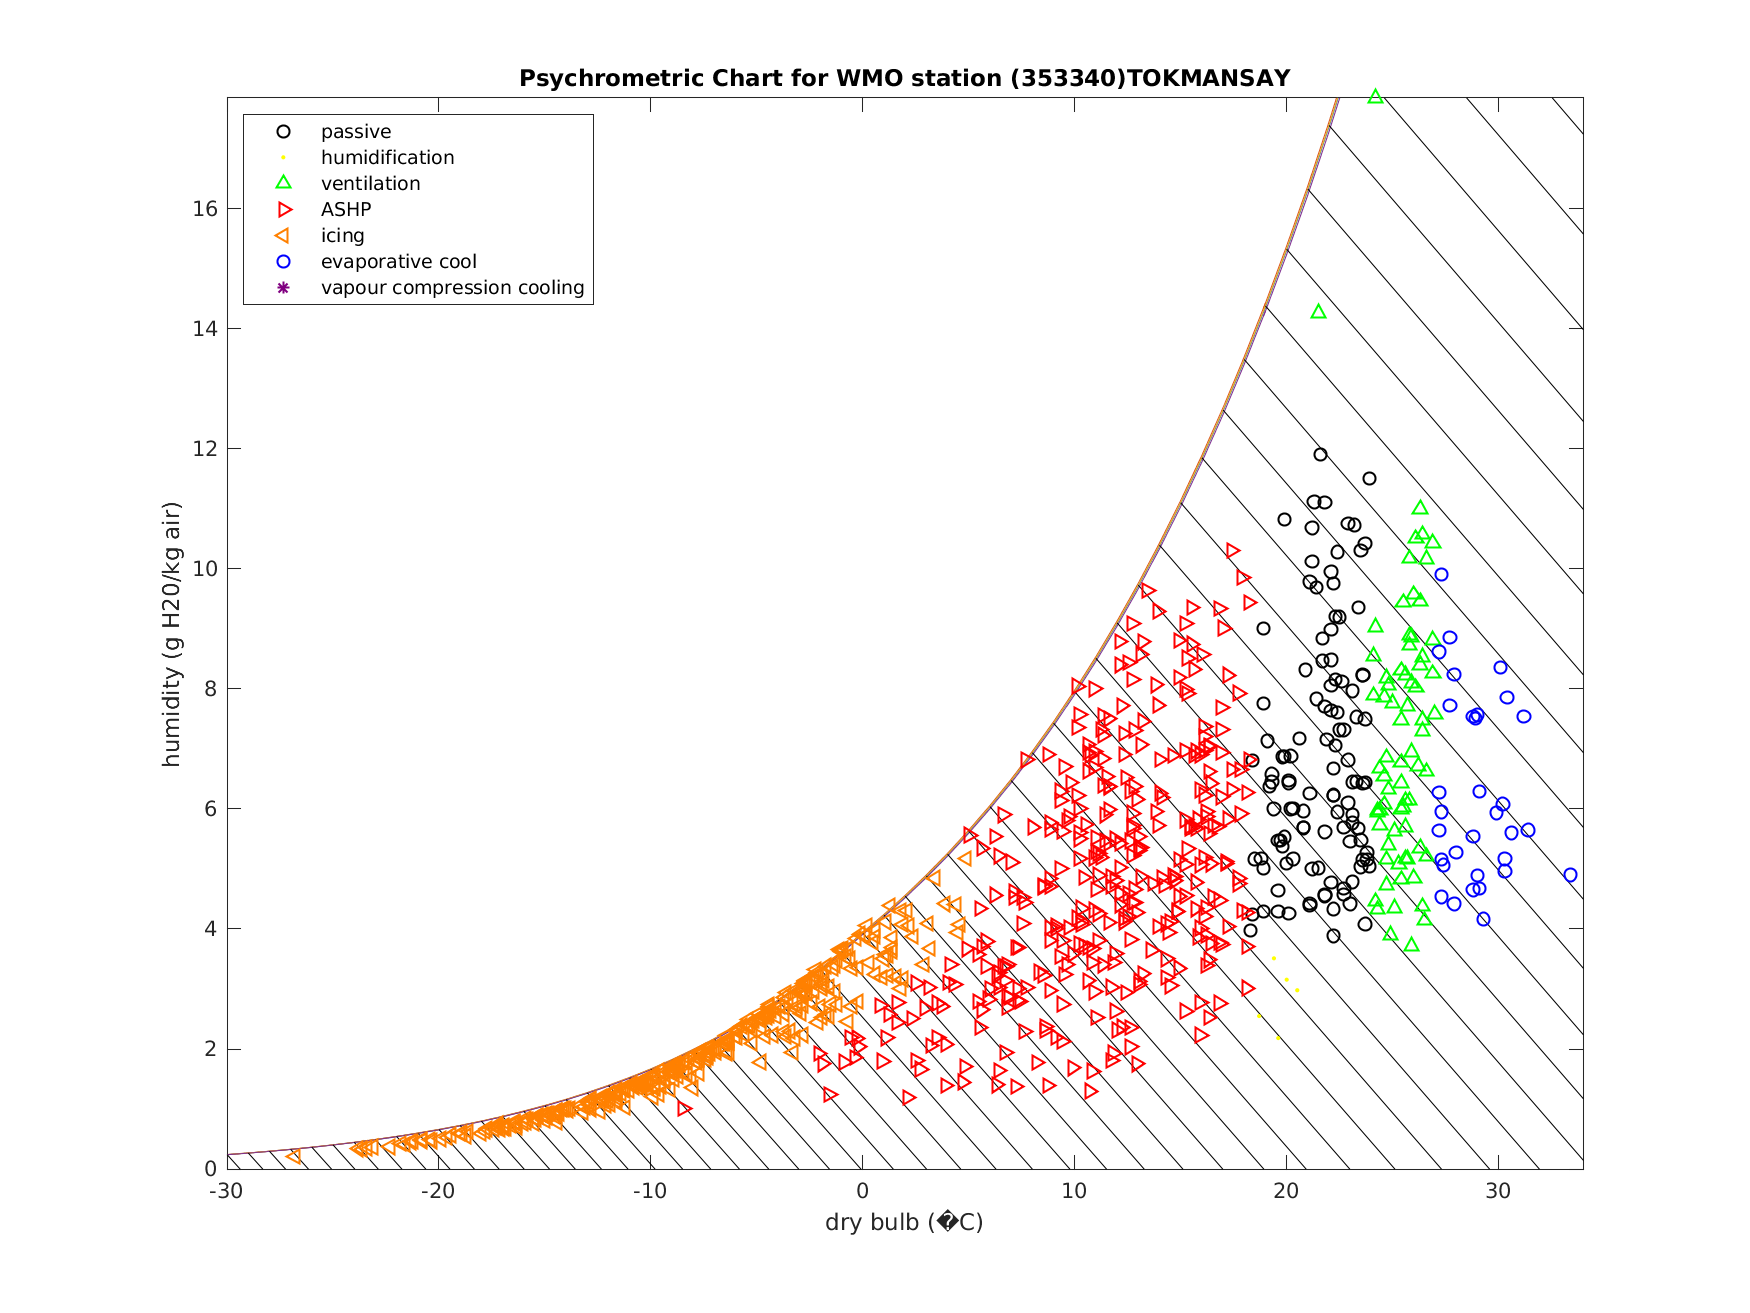 Psychrometric Chart for WMO station (353340)TOKMANSAY
passive
humidification
ventilation
ASHP
icing
evaporative cool
vapour compression cooling
humidity (g H20/kg air)
16
14
12
10
8
6
4
2
0
-30 -20 -10 0 10 20 30
dry bulb (�C)